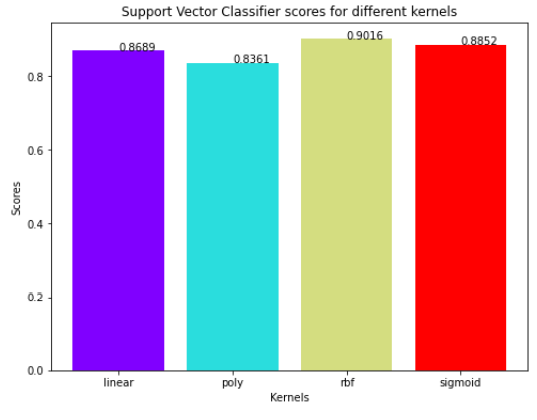 Support Vector Classifier scores for different kernels
0.8689
0.8361
0.9016
0.8852
0.8
0.6
0.4
0.2
0.0
Scores
linear
poly
rbf
sigmoid
Kernels